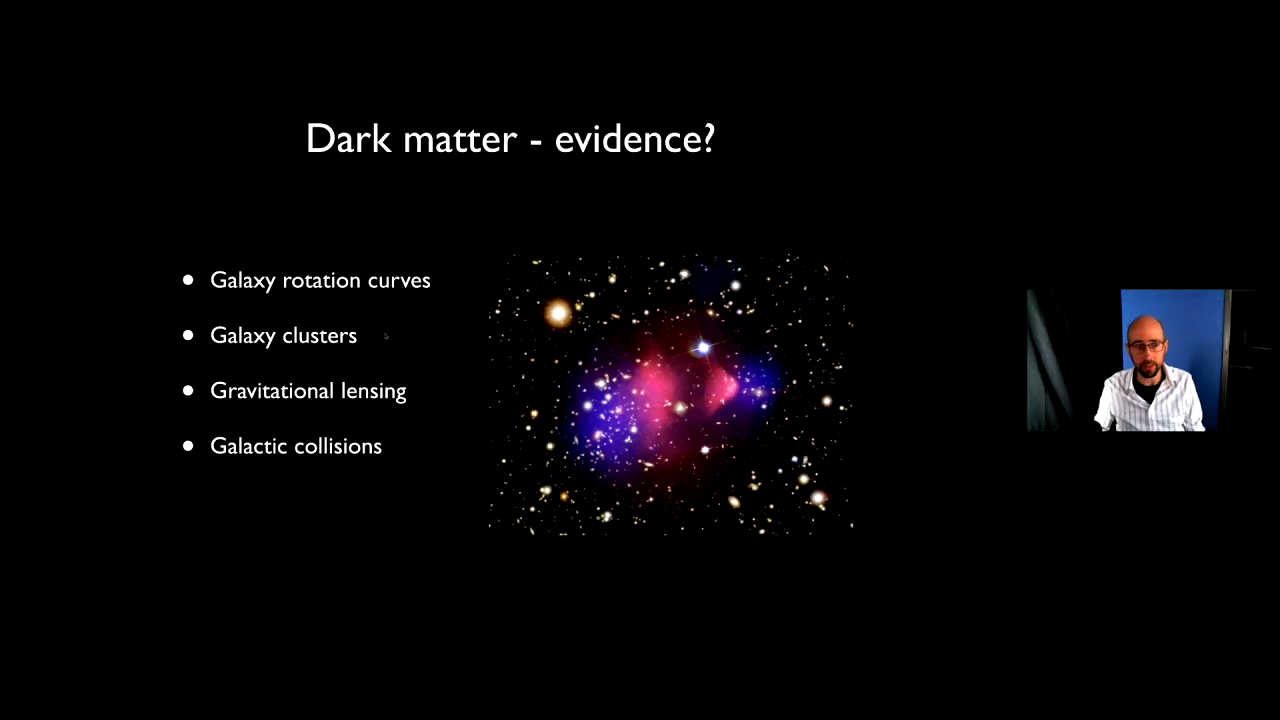 Dark matter - evidence?
Galaxy rotation curves
Galaxy clusters
Gravitational lensing
Galactic collisions